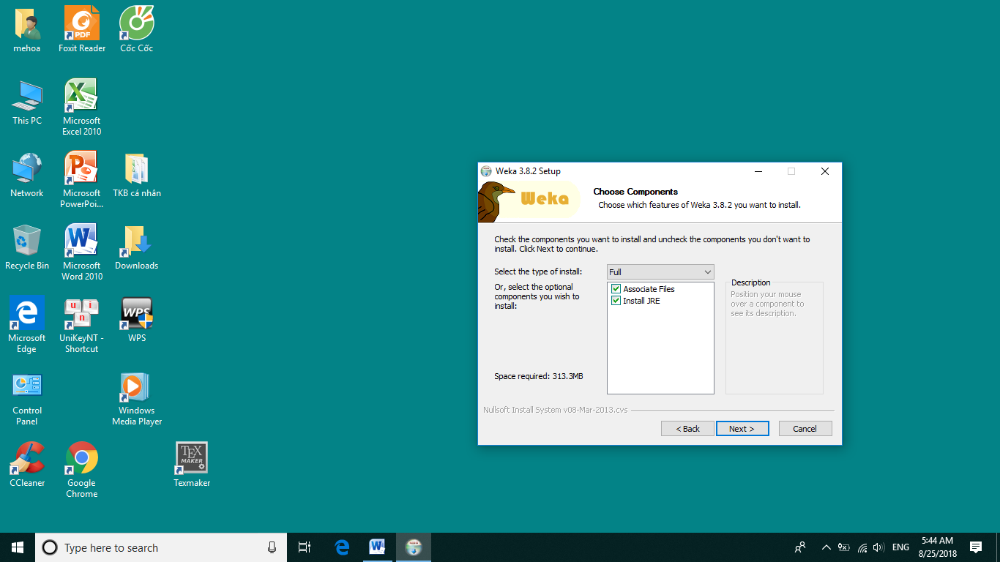 mehoa
Foxit Reader
Cốc Cốc
This PC
Microsoft
Excel 2010
Network
Microsoft
PowerPoi...
TKB cá nhân
Recycle Bin
Microsoft
Word 2010
Downloads
Microsoft
Edge
UniKeyNT -
Shortcut
WPS
WPS
Control
Panel
Windows
Media Player
CCleaner
Google
Chrome
Texmaker
PDF
u i
n
TEX
MAKER
Weka 3.8.2 Setup
Weka
Choose Components
Choose which features of Weka 3.8.2 you want to install.
Check the components you want to install and uncheck the components you don't want to
install. Click Next to continue.
Select the type of install:
Full
Or, select the optional
components you wish to
install:
Associate Files
Install JRE
Description
Position your mouse
over a component to
see its description.
Space required: 313.3MB
Nullsoft Install System v08-Mar-2013.cvs
< Back
Next >
Cancel
Type here to search
ENG
5:44 AM
8/25/2018